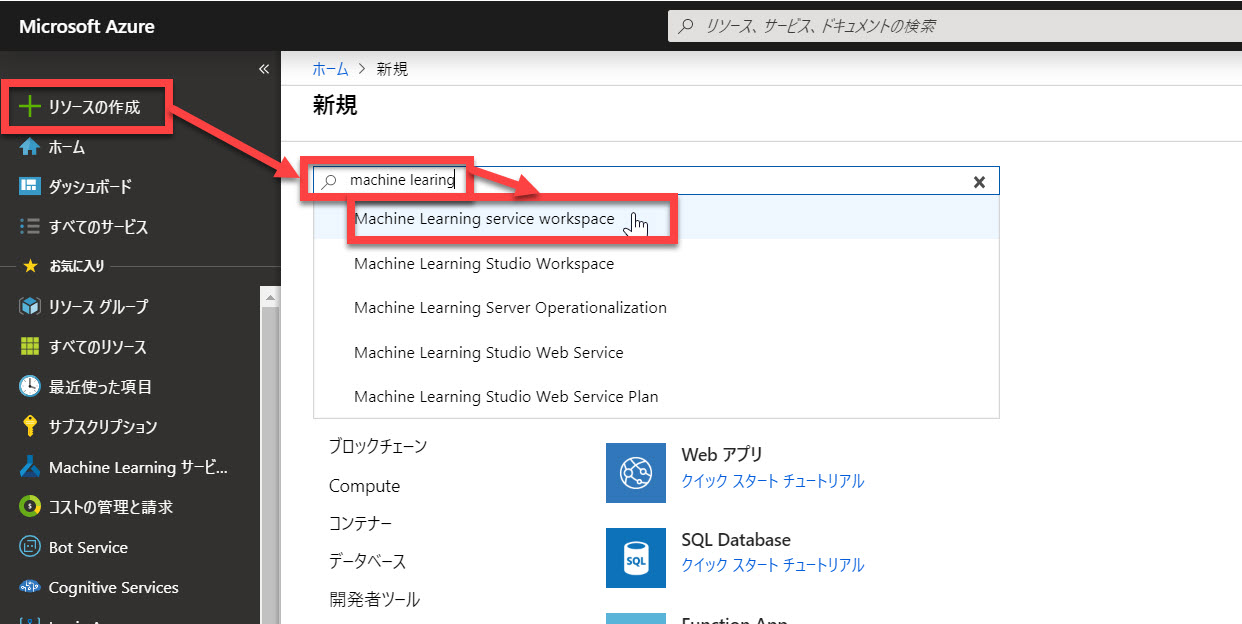 Microsoft Azure
リソース、サービス、ドキュメントの検索
«
リソースの作成
ホーム
ダッシュボード
すべてのサービス
お気に入り
リソース グループ
すべてのリソース
最近使った項目
サブスクリプション
Machine Learning サービ...
コストの管理と請求
Bot Service
Cognitive Services
ホーム > 新規
新規
machine learing
Machine Learning service workspace
Machine Learning Studio Workspace
Machine Learning Server Operationalization
Machine Learning Studio Web Service
Machine Learning Studio Web Service Plan
ブロックチェーン
Compute
コンテナー
データベース
開発者ツール
Web アプリ
クイック スタート チュートリアル
SQL
SQL Database
クイック スタート チュートリアル
Function App